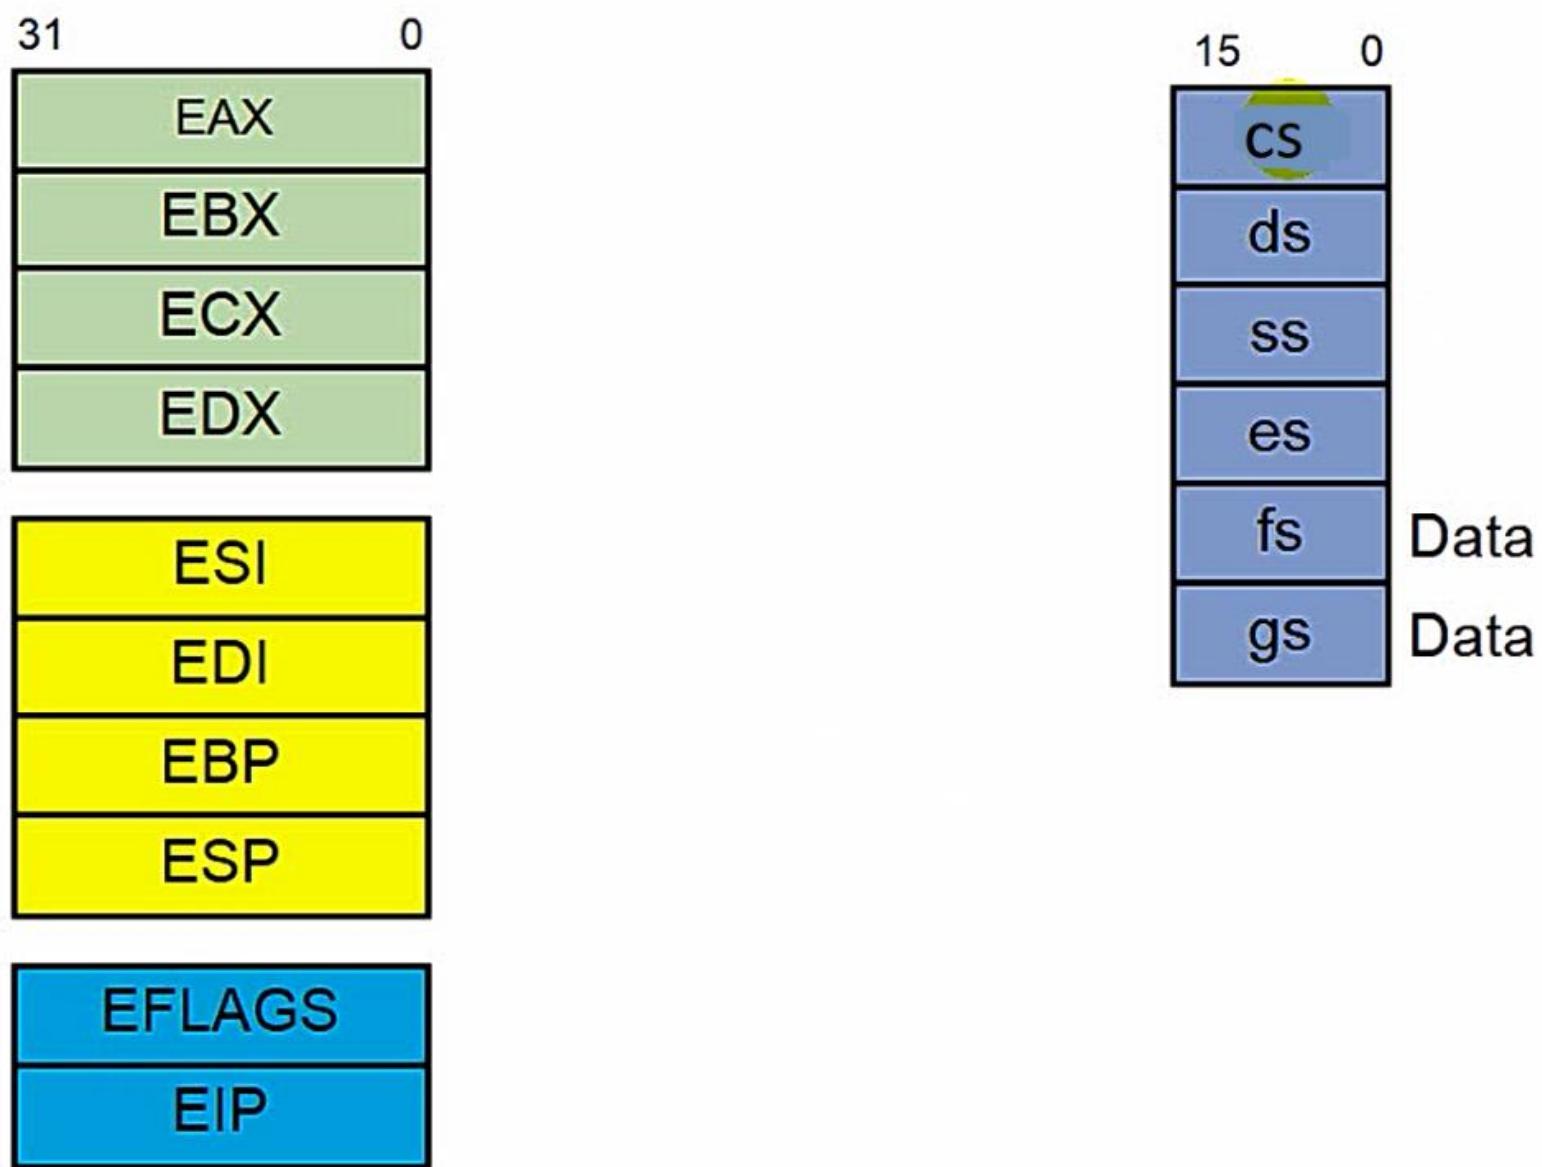 31 0
EAX
EBX
ECX
EDX
ESI
EDI
EBP
ESP
EFLAGS
EIP
15 0
cs
ds
ss
es
fs Data
gs Data